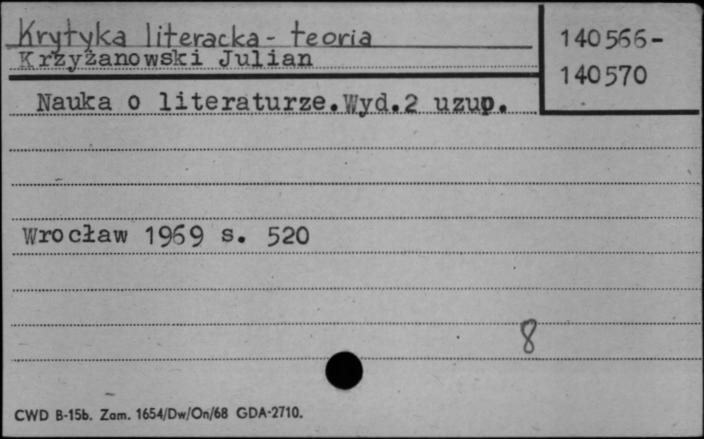 Krytyka literacka - teoria
140566-
Krzyżanowski Julian
140570
Nauka o literaturze.Wyd.2 uzup.
Wrocław 1969 s. 520
8
CWD B-15b. Zam. 1654/Dw/On/68 GDA-2710.